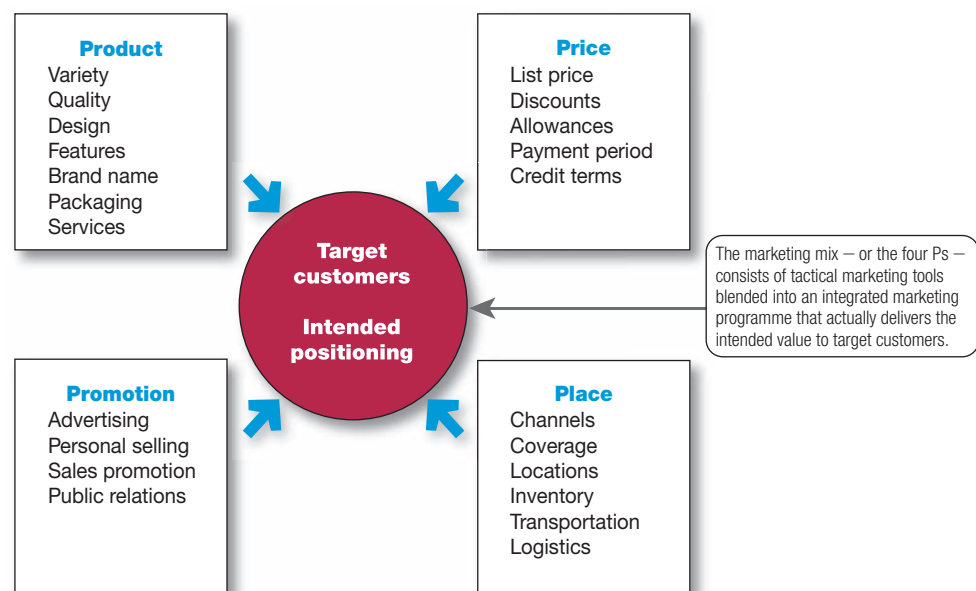 Product
Variety
Quality
Design
Features
Brand name
Packaging
Services
Price
List price
Discounts
Allowances
Payment period
Credit terms
Target
customers
Intended
positioning
The marketing mix – or the four Ps –
consists of tactical marketing tools
blended into an integrated marketing
programme that actually delivers the
intended value to target customers.
Promotion
Advertising
Personal selling
Sales promotion
Public relations
Place
Channels
Coverage
Locations
Inventory
Transportation
Logistics